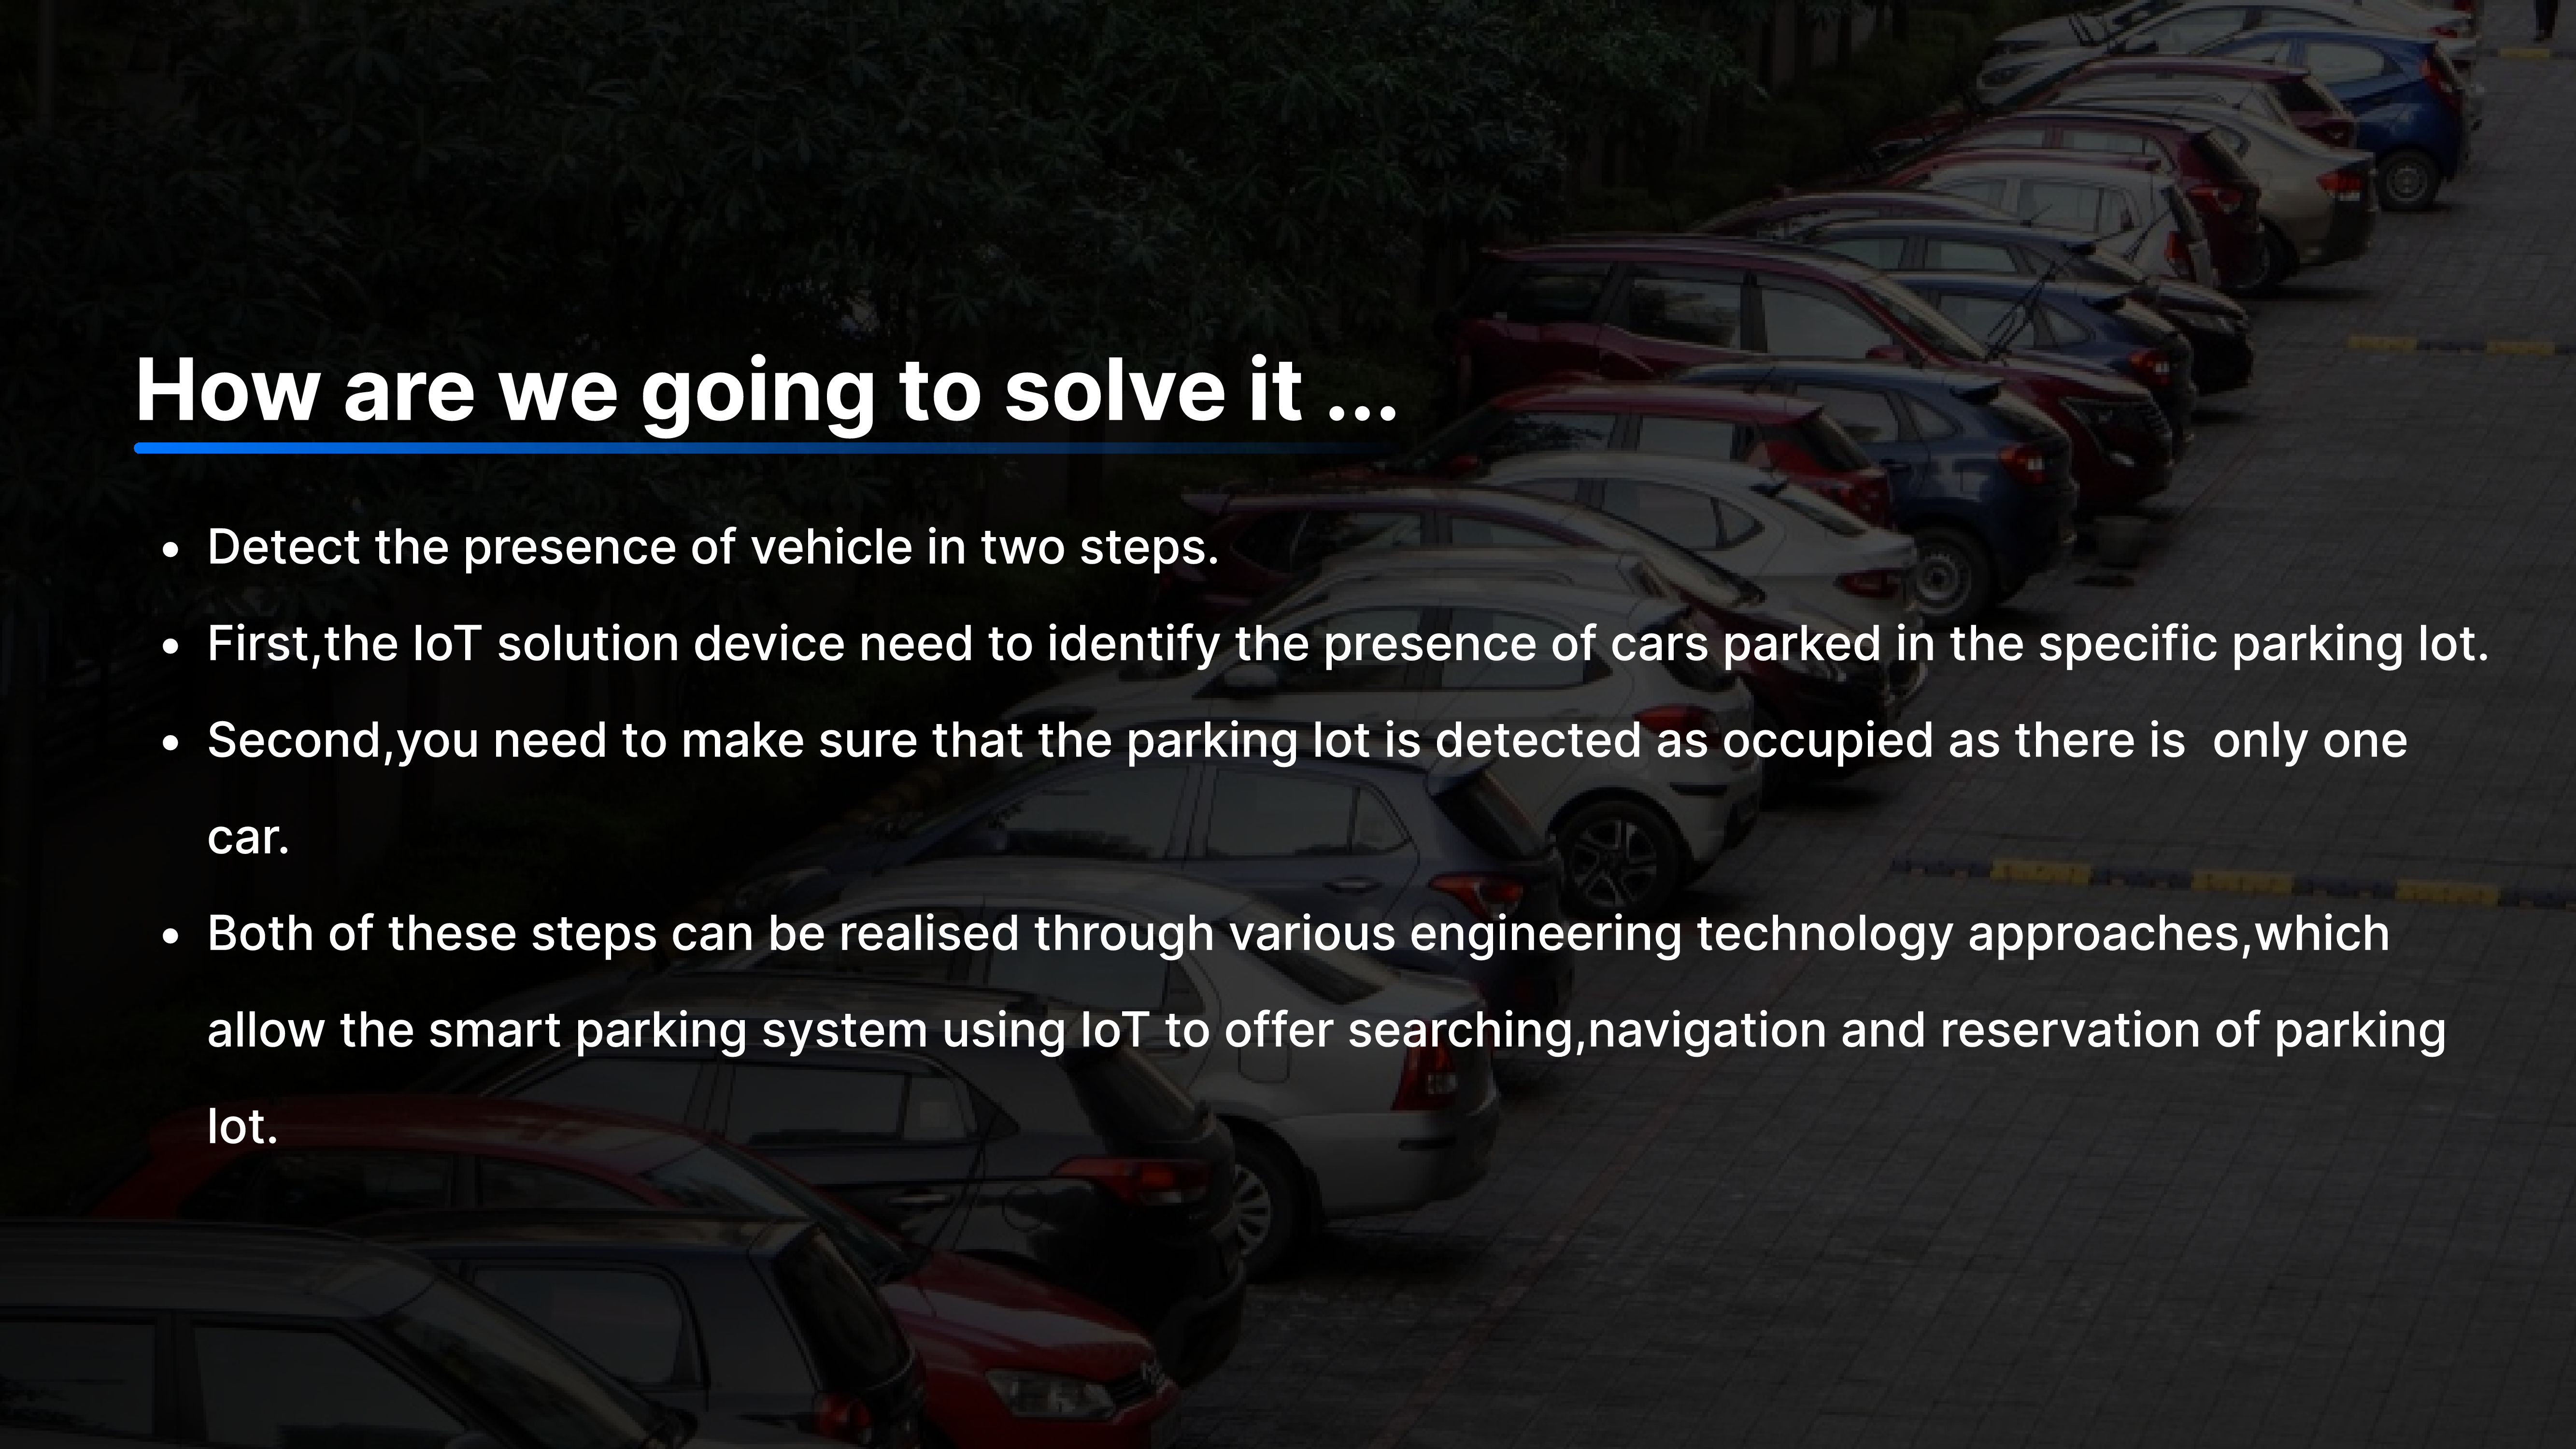 How are we going to solve it ...
• Detect the presence of vehicle in two steps.
• First,the IoT solution device need to identify the presence of cars parked in the specific parking lot.
• Second,you need to make sure that the parking lot is detected as occupied as there is  only one
car.
• Both of these steps can be realised through various engineering technology approaches,which
allow the smart parking system using IoT to offer searching,navigation and reservation of parking
lot.